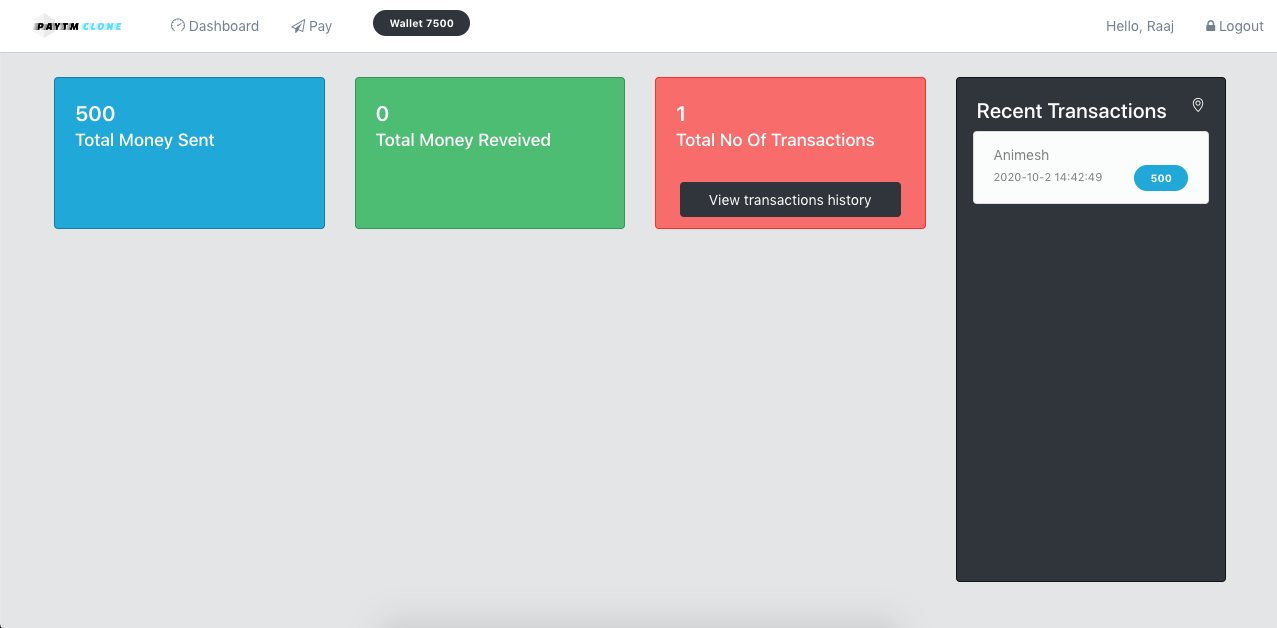 PAYTM CLONE
Dashboard
Pay
Wallet 7500
Hello, Raaj
Logout
500
Total Money Sent
0
Total Money Reveived
1
Total No Of Transactions
View transactions history
Recent Transactions
Animesh
2020-10-2 14:42:49
500